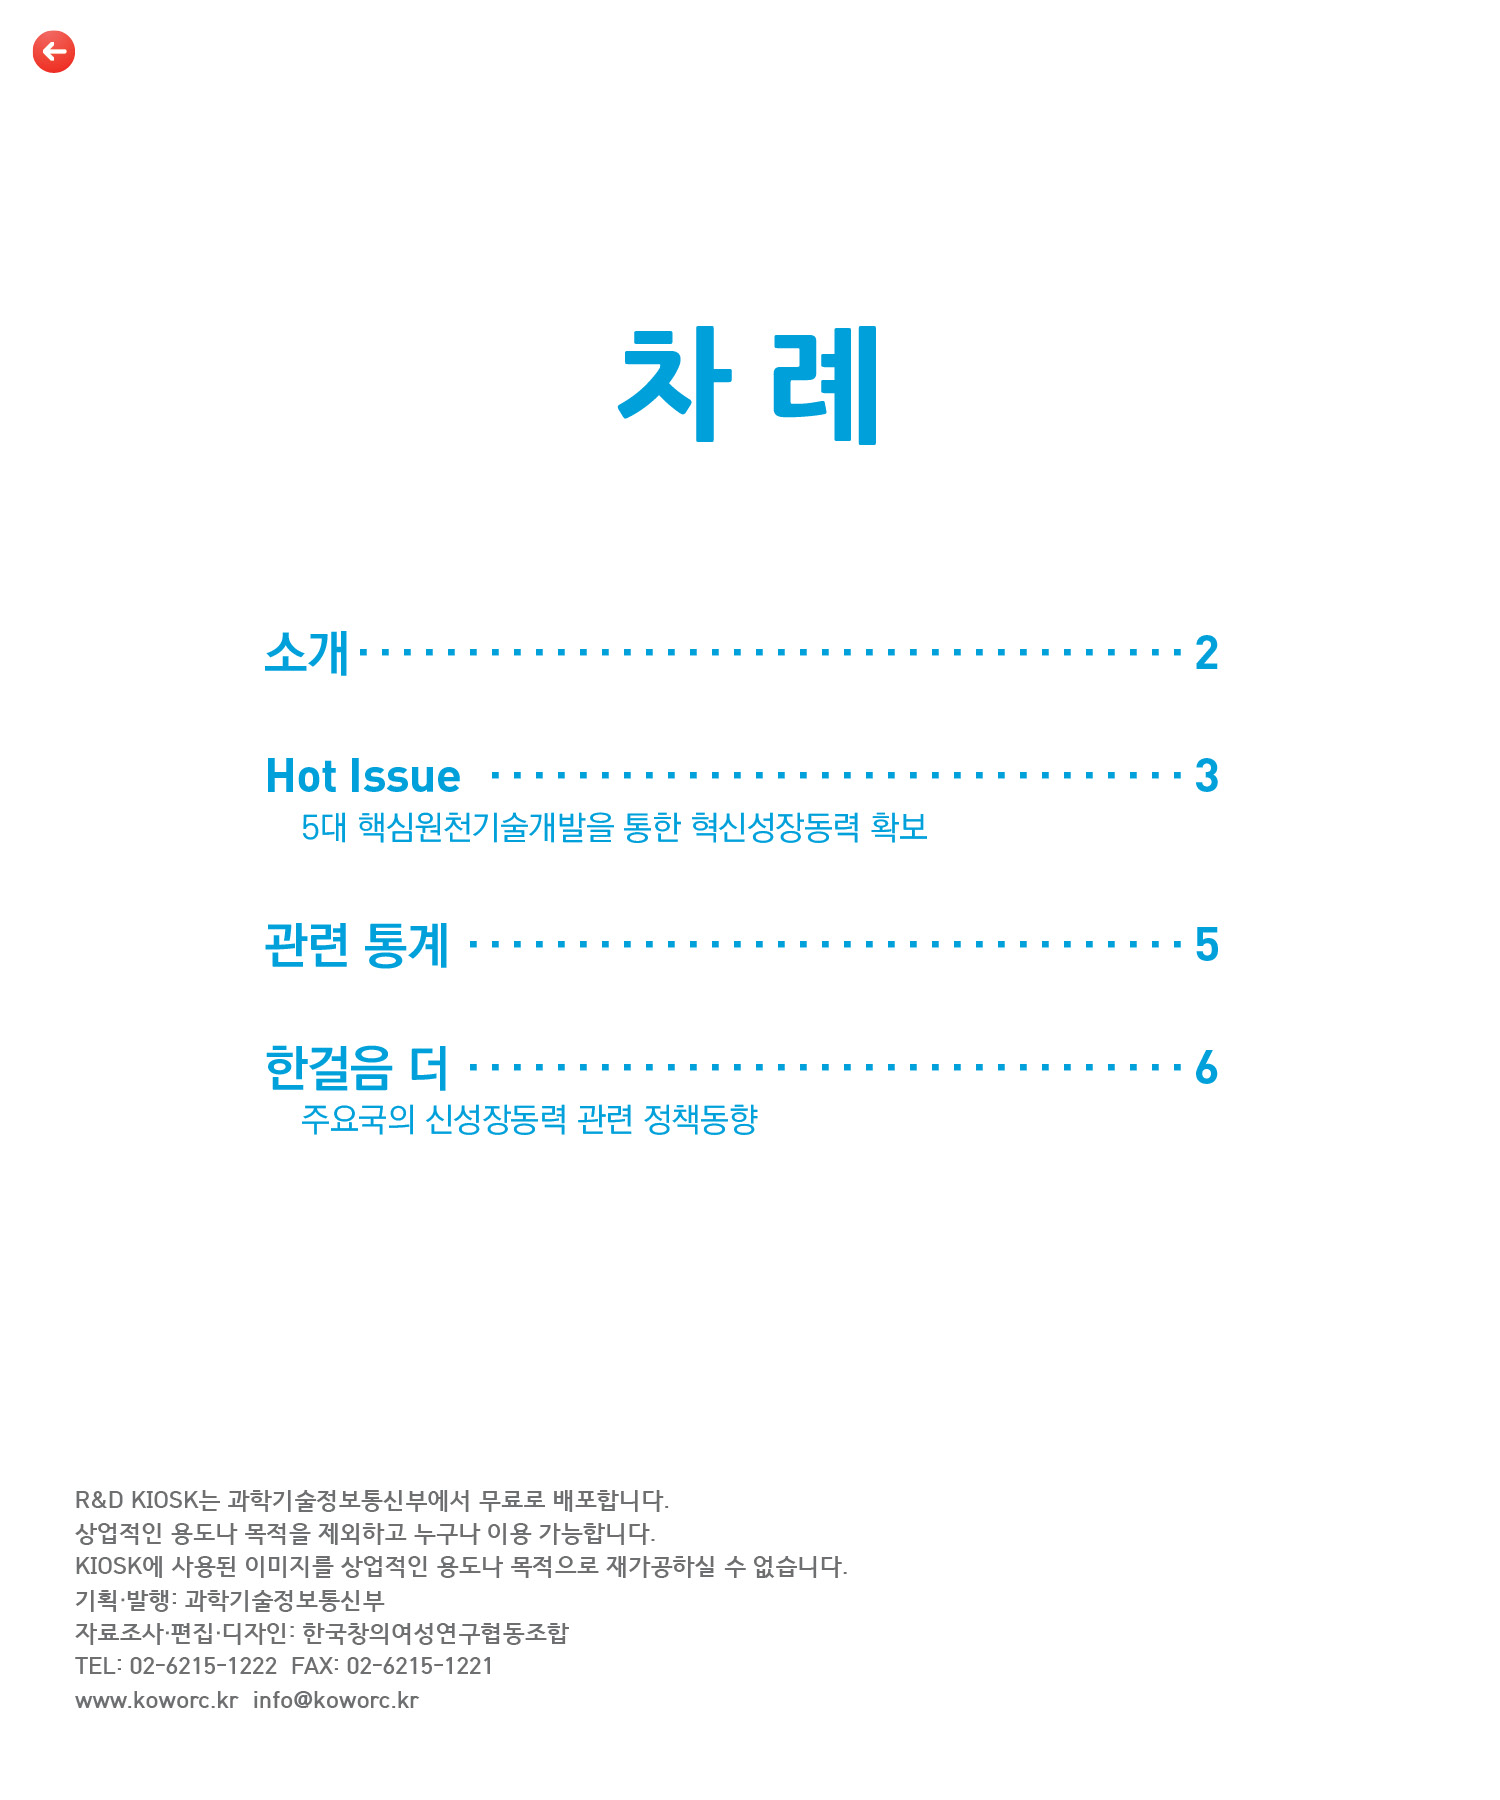 차 례
소개 ······································ 2
Hot Issue ································ 3
5대 핵심원천기술개발을 통한 혁신성장동력 확보
관련 통계 ································· 5
한걸음 더 ································· 6
주요국의 신성장동력 관련 정책동향
R&D KIOSK는 과학기술정보통신부에서 무료로 배포합니다.
상업적인 용도나 목적을 제외하고 누구나 이용 가능합니다.
KIOSK에 사용된 이미지를 상업적인 용도나 목적으로 재가공하실 수 없습니다.
기획·발행: 과학기술정보통신부
자료조사·편집·디자인: 한국창의여성연구협동조합
TEL: 02-6215-1222 FAX: 02-6215-1221
www.koworc.kr info@koworc.kr